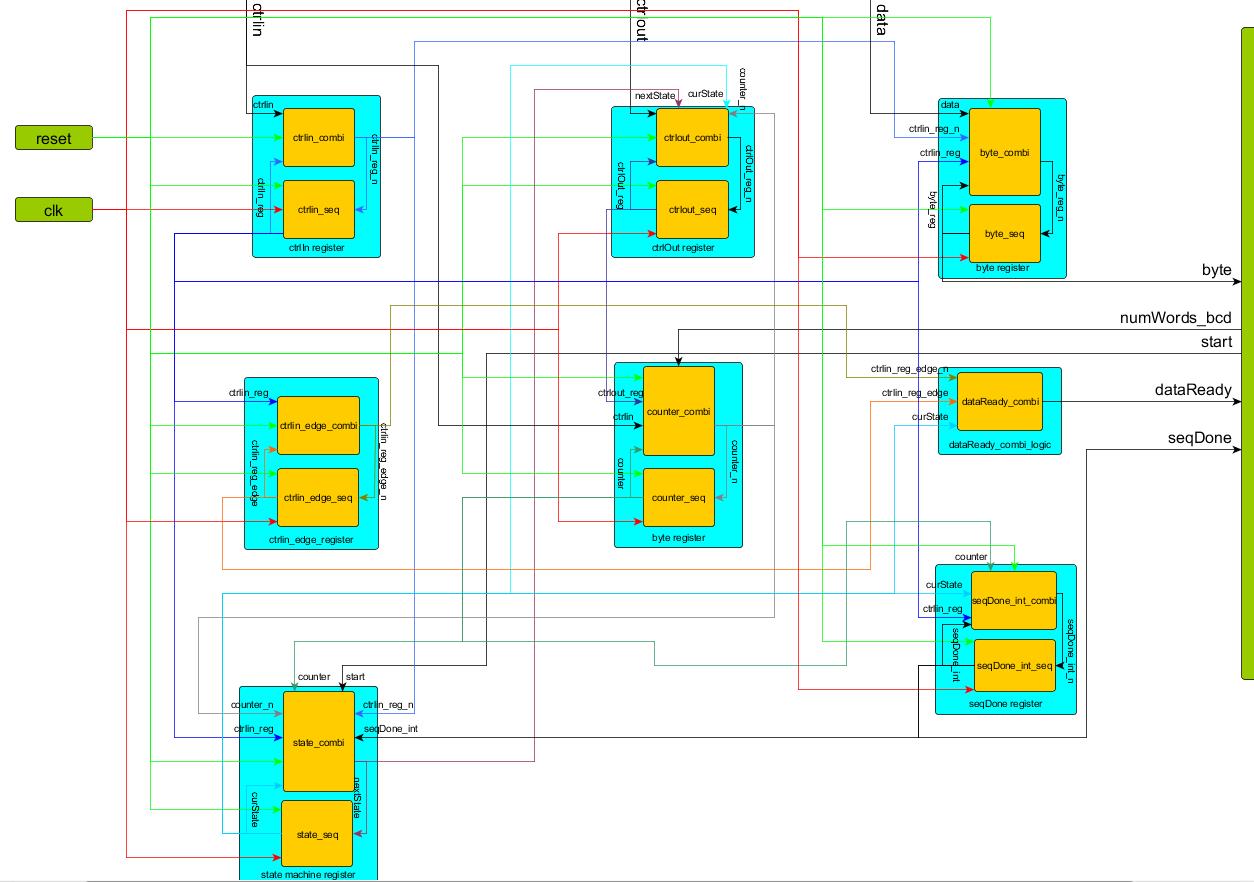 ctrlin
ctrlout
data
reset
clk
ctrlin
ctrlin_combi
ctrlin_reg_n
ctrlin_reg
ctrlin_seq
ctrlIn register
nextState
curState
counter_n
ctrlout_combi
ctrlOut_reg
ctrlOut_reg_n
ctrlout_seq
ctrlOut register
data
ctrlin_reg_n
ctrlin_reg
byte_combi
byte_reg
byte_reg_n
byte_seq
byte register
byte
numWords_bcd
start
dataReady
seqDone
ctrlin_reg
ctrlin_edge_combi
ctrlin_reg_edge
ctrlin_reg_edge_n
ctrlin_edge_seq
ctrlin_edge_register
ctrlout_reg
ctrlin
counter_combi
counter
counter_n
counter_seq
byte register
ctrlin_reg_edge_n
ctrlin_reg_edge
curState
dataReady_combi
dataReady_combi_logic
counter
curState
ctrlin_reg
seqDone_int_combi
seqDone_int
seqDone_int_n
seqDone_int_seq
seqDone register
counter
start
counter_n
ctrlin_reg_n
ctrlin_reg
seqDone_int
state_combi
curState
nextState
state_seq
state machine register